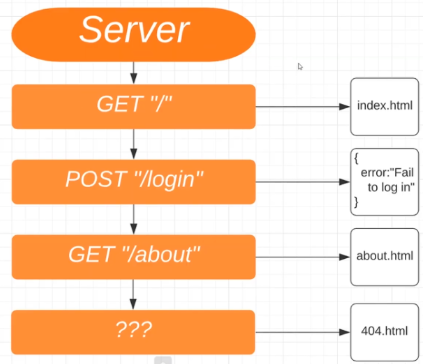 Server
GET "/"
index.html
POST "/login"
{
error:"Fail
to log in"
}
GET "/about"
about.html
???
404.html